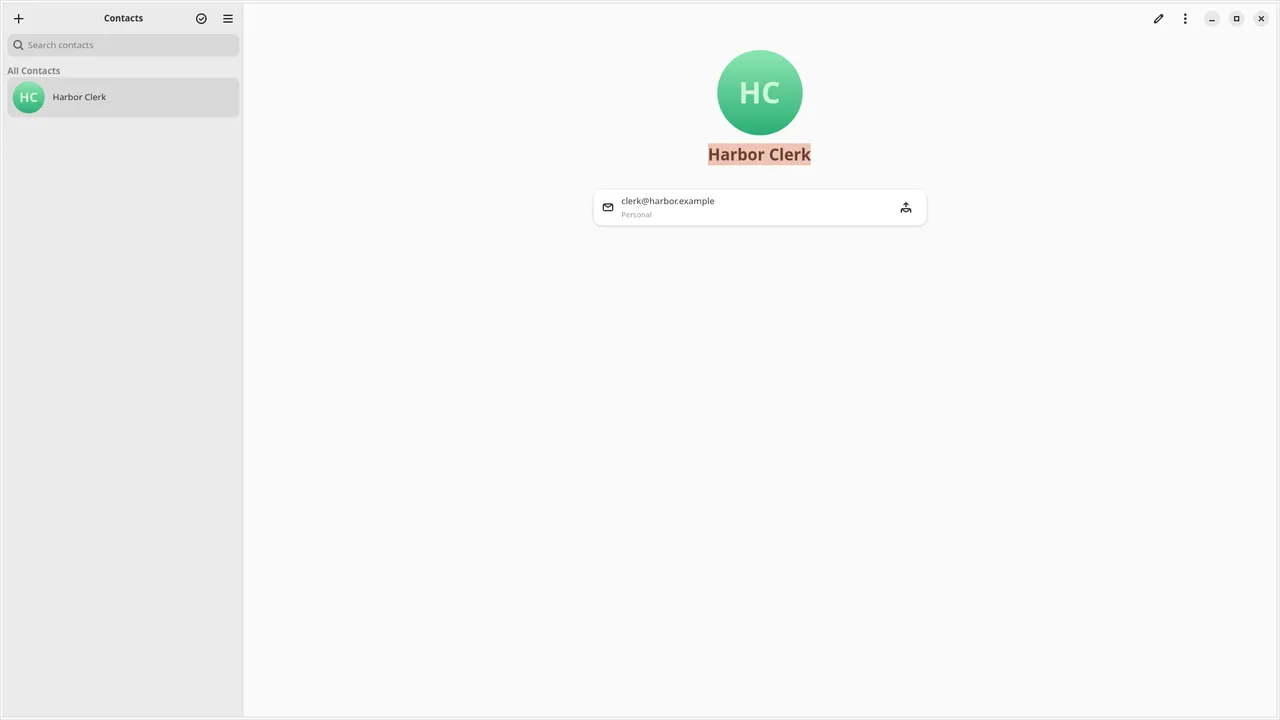 Contacts
Search contacts
All Contacts
HC
Harbor Clerk
HC
Harbor Clerk
clerk@harbor.example
Personal